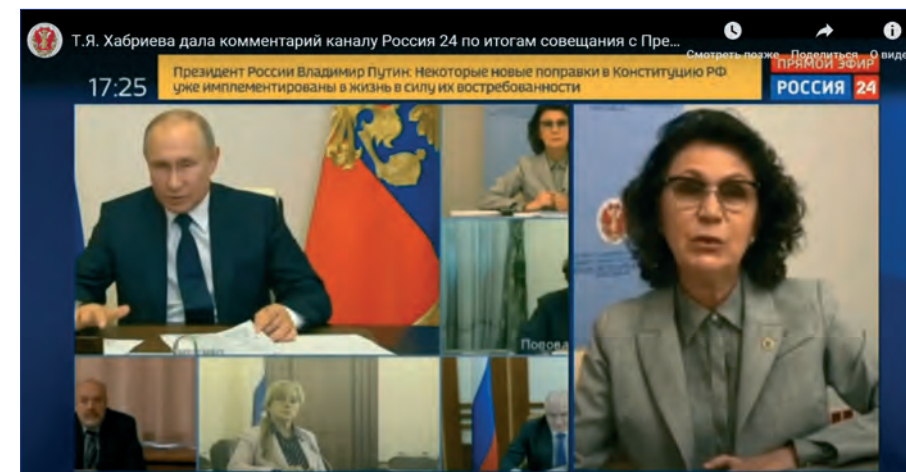 Т.Я. Хабриева дала комментарий каналу Россия 24 по итогам совещания с Пре...
Смотреть позже
Поделиться
О виде
17:25
Президент России Владимир Путин: Некоторые новые поправки в Конституцию РФ
уже имплементированы в жизнь в силу их востребованности
ПРЯМОЙ ЭФИР
РОССИЯ 24